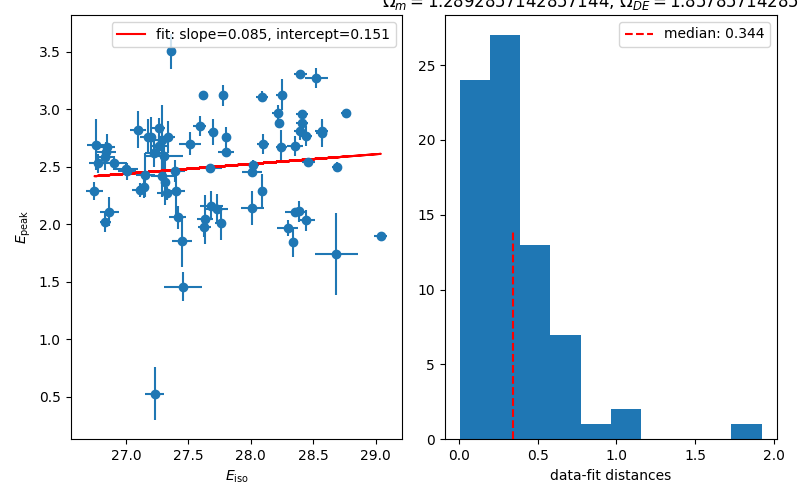 Ω_m = 1.2892857142857144, Ω_DE = 1.857857142857
fit: slope=0.085, intercept=0.151
median: 0.344
3.5
3.0
2.5
2.0
1.5
1.0
0.5
E_peak
27.0 27.5 28.0 28.5 29.0
E_iso
25
20
15
10
5
0
0.0 0.5 1.0 1.5 2.0
data-fit distances